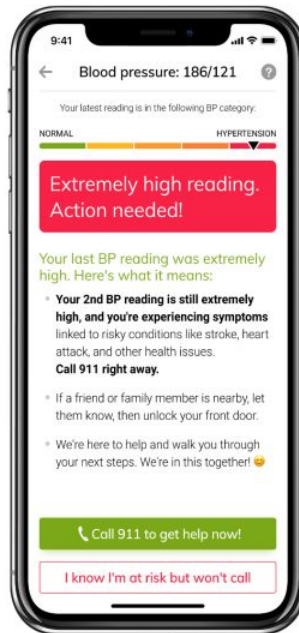 9:41
Blood pressure: 186/121
?
Your latest reading is in the following BP category:
NORMAL HYPERTENSION
Extremely high reading.
Action needed!
Your last BP reading was extremely
high. Here's what it means:
Your 2nd BP reading is still extremely
high, and you're experiencing symptoms
linked to risky conditions like stroke, heart
attack, and other health issues.
Call 911 right away.
If a friend or family member is nearby, let
them know, then unlock your front door.
We're here to help and walk you through
your next steps. We're in this together! 😊
Call 911 to get help now!
I know I'm at risk but won't call